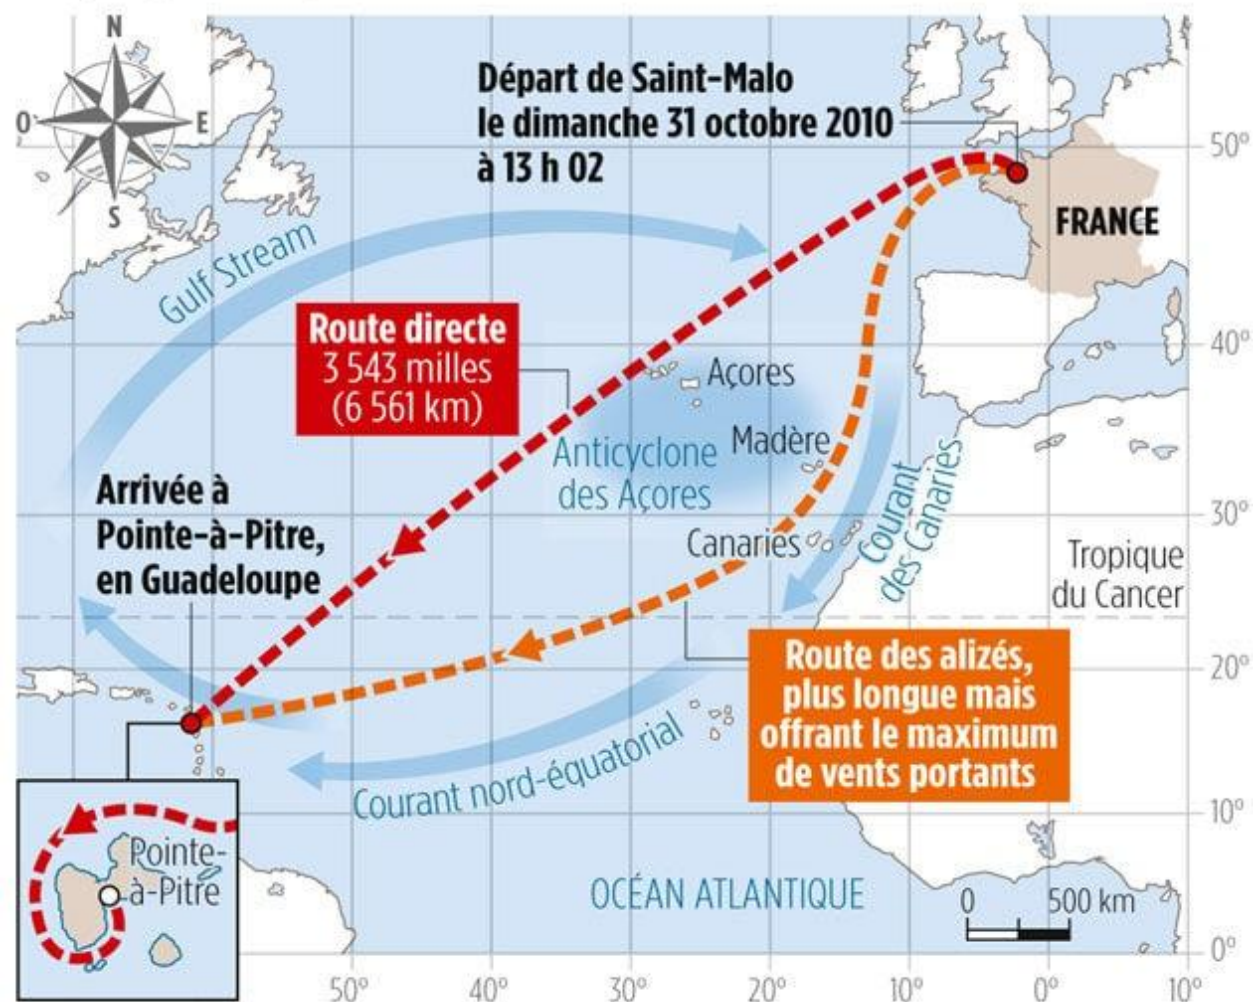 N
O
E
S
Départ de Saint-Malo
le dimanche 31 octobre 2010
à 13 h 02
50°
FRANCE
Gulf Stream
Route directe
3 543 milles
(6 561 km)
40°
Açores
Madère
Anticyclone
des Açores
Arrivée à
Pointe-à-Pitre,
en Guadeloupe
30°
Canaries
Courant
des Canaries
Tropique
du Cancer
20°
Route des alizés,
plus longue mais
offrant le maximum
de vents portants
Courant nord-équatorial
10°
Pointe-
à-Pitre
OCÉAN ATLANTIQUE
0 500 km
0°
50° 40° 30° 20° 10° 0° 10°